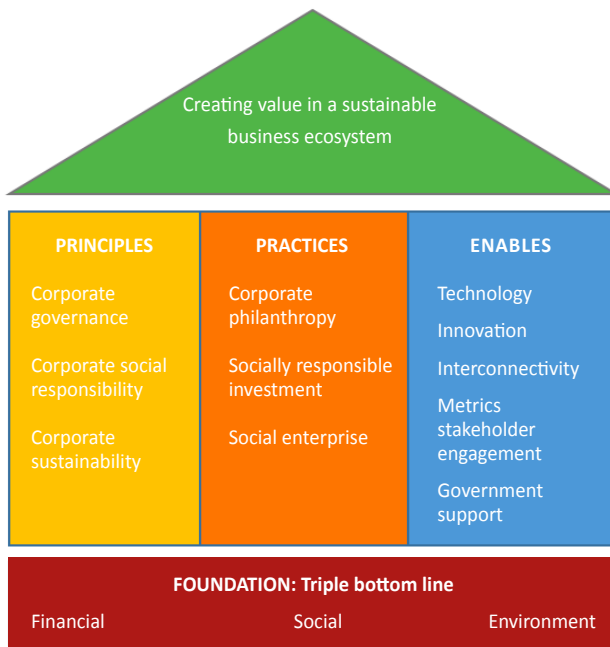 Creating value in a sustainable
business ecosystem
PRINCIPLES
Corporate
governance
Corporate social
responsibility
Corporate
sustainability
PRACTICES
Corporate
philanthropy
Socially responsible
investment
Social enterprise
ENABLES
Technology
Innovation
Interconnectivity
Metrics
stakeholder
engagement
Government
support
FOUNDATION: Triple bottom line
Financial Social Environment